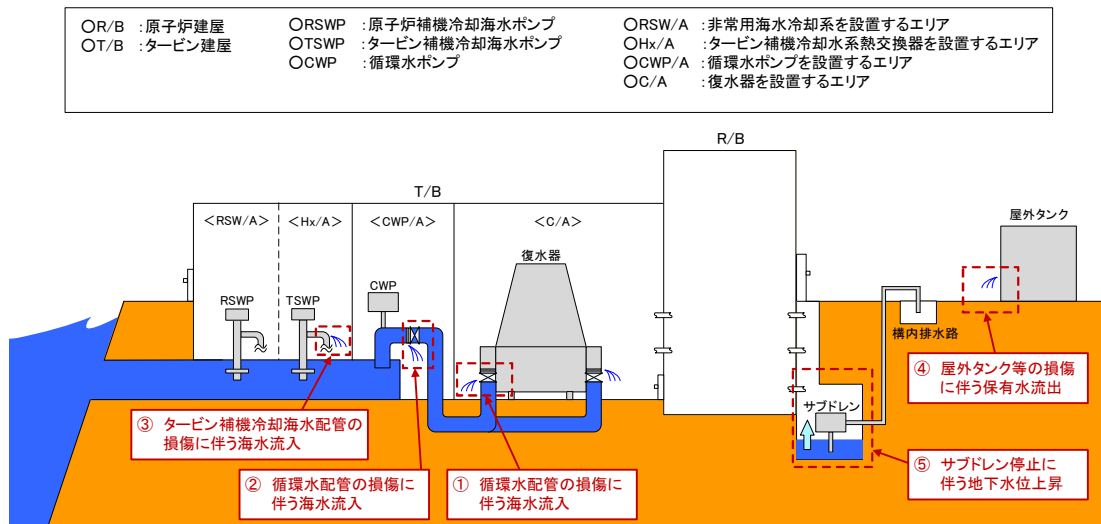 ○R/B ：原子炉建屋
○T/B ：タービン建屋
○RSWP ：原子炉補機冷却海水ポンプ
○TSWP ：タービン補機冷却海水ポンプ
○CWP ：循環水ポンプ
○RSW/A ：非常用海水冷却系を設置するエリア
○Hx/A ：タービン補機冷却水系熱交換器を設置するエリア
○CWP/A ：循環水ポンプを設置するエリア
○C/A ：復水器を設置するエリア
R/B
T/B
＜RSW/A＞
＜Hx/A＞
＜CWP/A＞
＜C/A＞
屋外タンク
復水器
CWP
RSWP
TSWP
構内排水路
④ 屋外タンク等の損傷
に伴う保有水流出
サブドレン
③ タービン補機冷却海水配管の
損傷に伴う海水流入
② 循環水配管の損傷に
伴う海水流入
① 循環水配管の損傷に
伴う海水流入
⑤ サブドレン停止に
伴う地下水位上昇